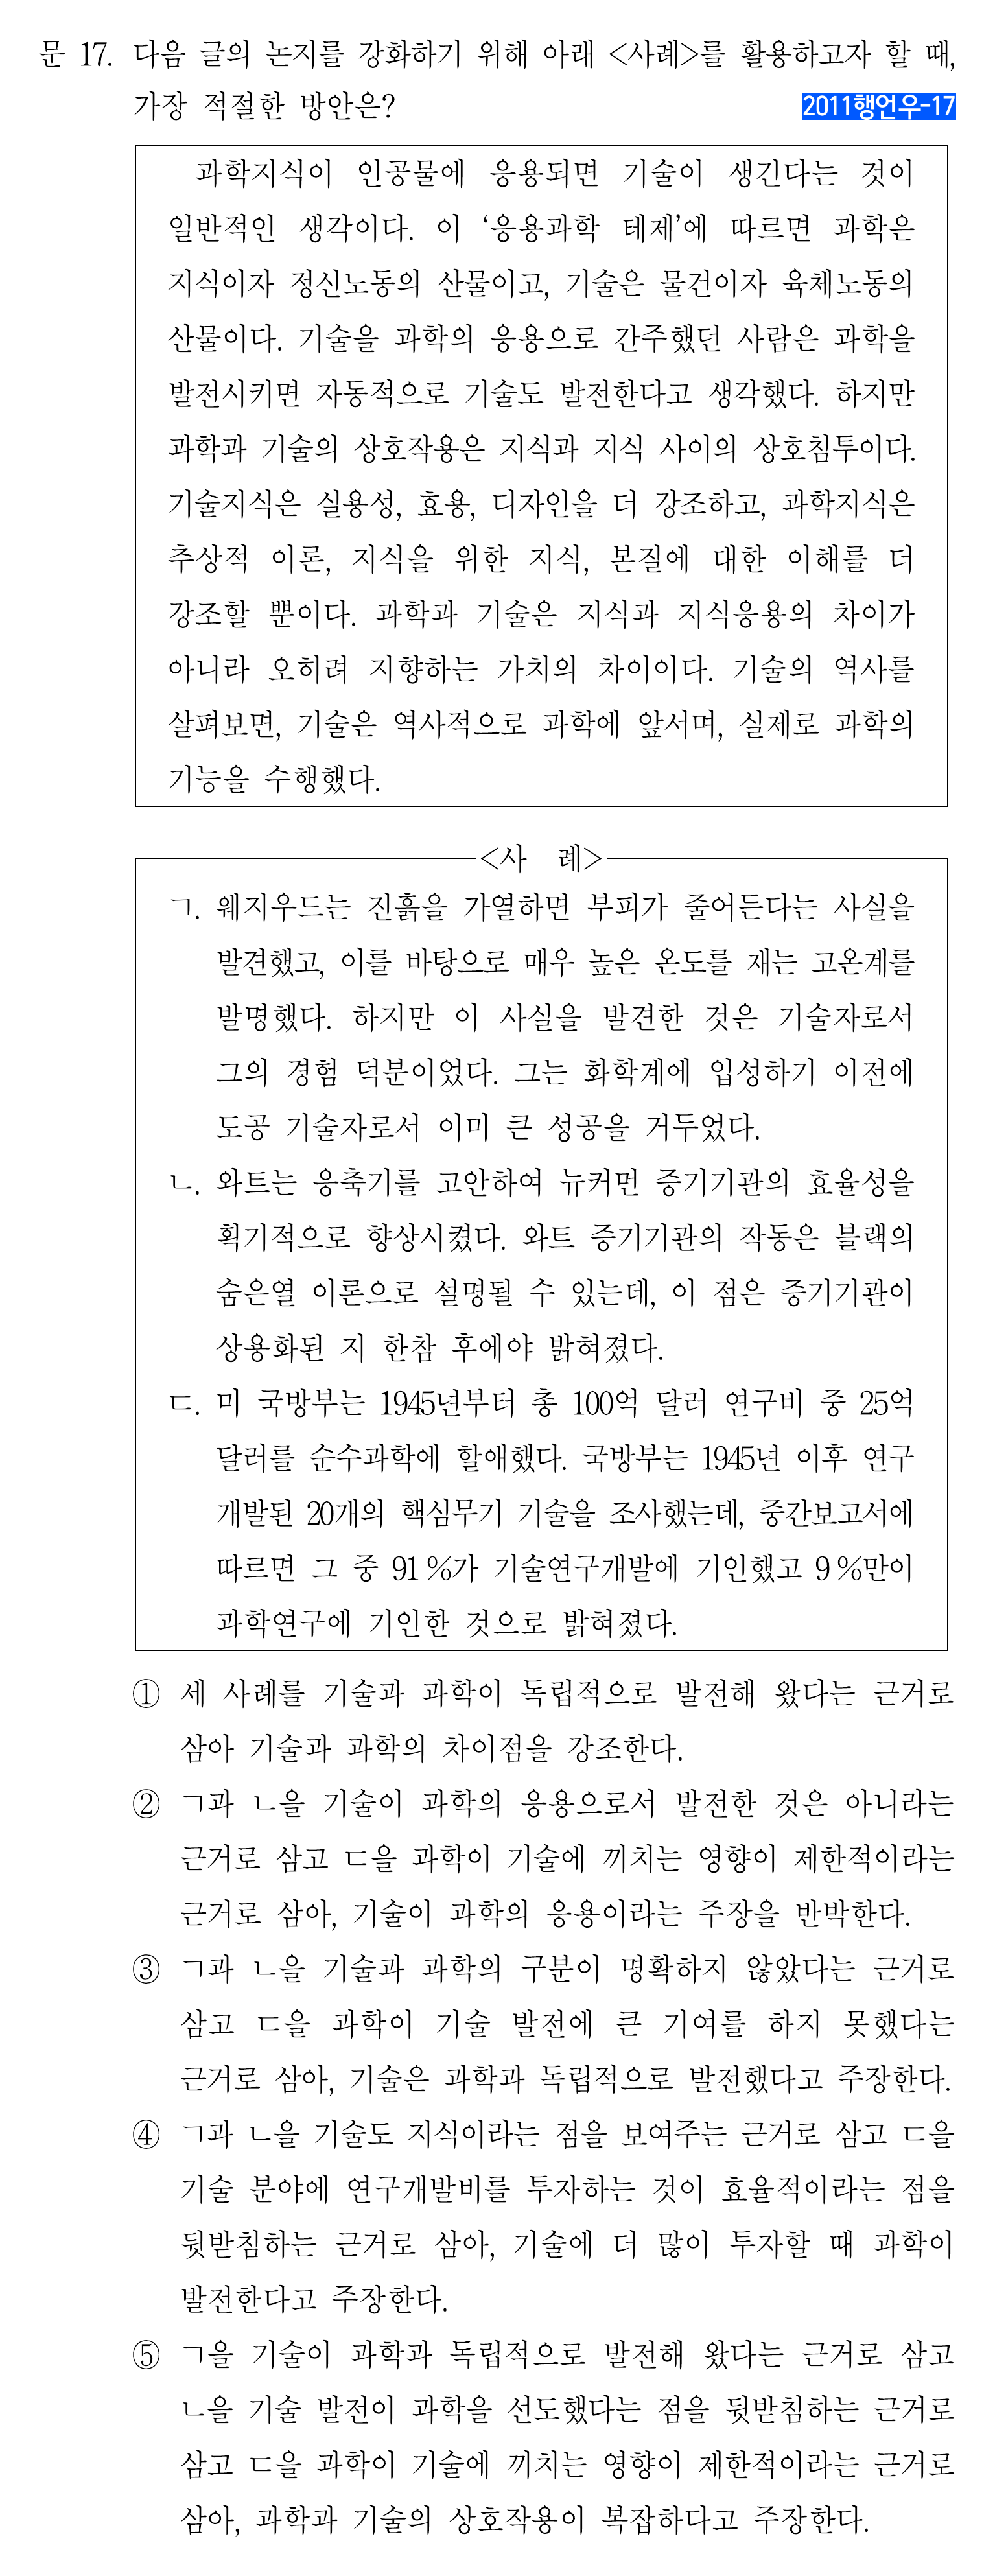 문 17. 다음 글의 논지를 강화하기 위해 아래 <사례>를 활용하고자 할 때,
가장 적절한 방안은?
2011행언우-17
과학지식이 인공물에 응용되면 기술이 생긴다는 것이
일반적인 생각이다. 이 ‘응용과학 테제’에 따르면 과학은
지식이자 정신노동의 산물이고, 기술은 물건이자 육체노동의
산물이다. 기술을 과학의 응용으로 간주했던 사람은 과학을
발전시키면 자동적으로 기술도 발전한다고 생각했다. 하지만
과학과 기술의 상호작용은 지식과 지식 사이의 상호침투이다.
기술지식은 실용성, 효용, 디자인을 더 강조하고, 과학지식은
추상적 이론, 지식을 위한 지식, 본질에 대한 이해를 더
강조할 뿐이다. 과학과 기술은 지식과 지식응용의 차이가
아니라 오히려 지향하는 가치의 차이이다. 기술의 역사를
살펴보면, 기술은 역사적으로 과학에 앞서며, 실제로 과학의
기능을 수행했다.
<사 례>
ㄱ. 웨지우드는 진흙을 가열하면 부피가 줄어든다는 사실을
발견했고, 이를 바탕으로 매우 높은 온도를 재는 고온계를
발명했다. 하지만 이 사실을 발견한 것은 기술자로서
그의 경험 덕분이었다. 그는 화학계에 입성하기 이전에
도공 기술자로서 이미 큰 성공을 거두었다.
ㄴ. 와트는 응축기를 고안하여 뉴커먼 증기기관의 효율성을
획기적으로 향상시켰다. 와트 증기기관의 작동은 블랙의
숨은열 이론으로 설명될 수 있는데, 이 점은 증기기관이
상용화된 지 한참 후에야 밝혀졌다.
ㄷ. 미 국방부는 1945년부터 총 100억 달러 연구비 중 25억
달러를 순수과학에 할애했다. 국방부는 1945년 이후 연구
개발된 20개의 핵심무기 기술을 조사했는데, 중간보고서에
따르면 그 중 91%가 기술연구개발에 기인했고 9%만이
과학연구에 기인한 것으로 밝혀졌다.
① 세 사례를 기술과 과학이 독립적으로 발전해 왔다는 근거로
삼아 기술과 과학의 차이점을 강조한다.
② ㄱ과 ㄴ을 기술이 과학의 응용으로서 발전한 것은 아니라는
근거로 삼고 ㄷ을 과학이 기술에 끼치는 영향이 제한적이라는
근거로 삼아, 기술이 과학의 응용이라는 주장을 반박한다.
③ ㄱ과 ㄴ을 기술과 과학의 구분이 명확하지 않았다는 근거로
삼고 ㄷ을 과학이 기술 발전에 큰 기여를 하지 못했다는
근거로 삼아, 기술은 과학과 독립적으로 발전했다고 주장한다.
④ ㄱ과 ㄴ을 기술도 지식이라는 점을 보여주는 근거로 삼고 ㄷ을
기술 분야에 연구개발비를 투자하는 것이 효율적이라는 점을
뒷받침하는 근거로 삼아, 기술에 더 많이 투자할 때 과학이
발전한다고 주장한다.
⑤ ㄱ을 기술이 과학과 독립적으로 발전해 왔다는 근거로 삼고
ㄴ을 기술 발전이 과학을 선도했다는 점을 뒷받침하는 근거로
삼고 ㄷ을 과학이 기술에 끼치는 영향이 제한적이라는 근거로
삼아, 과학과 기술의 상호작용이 복잡하다고 주장한다.